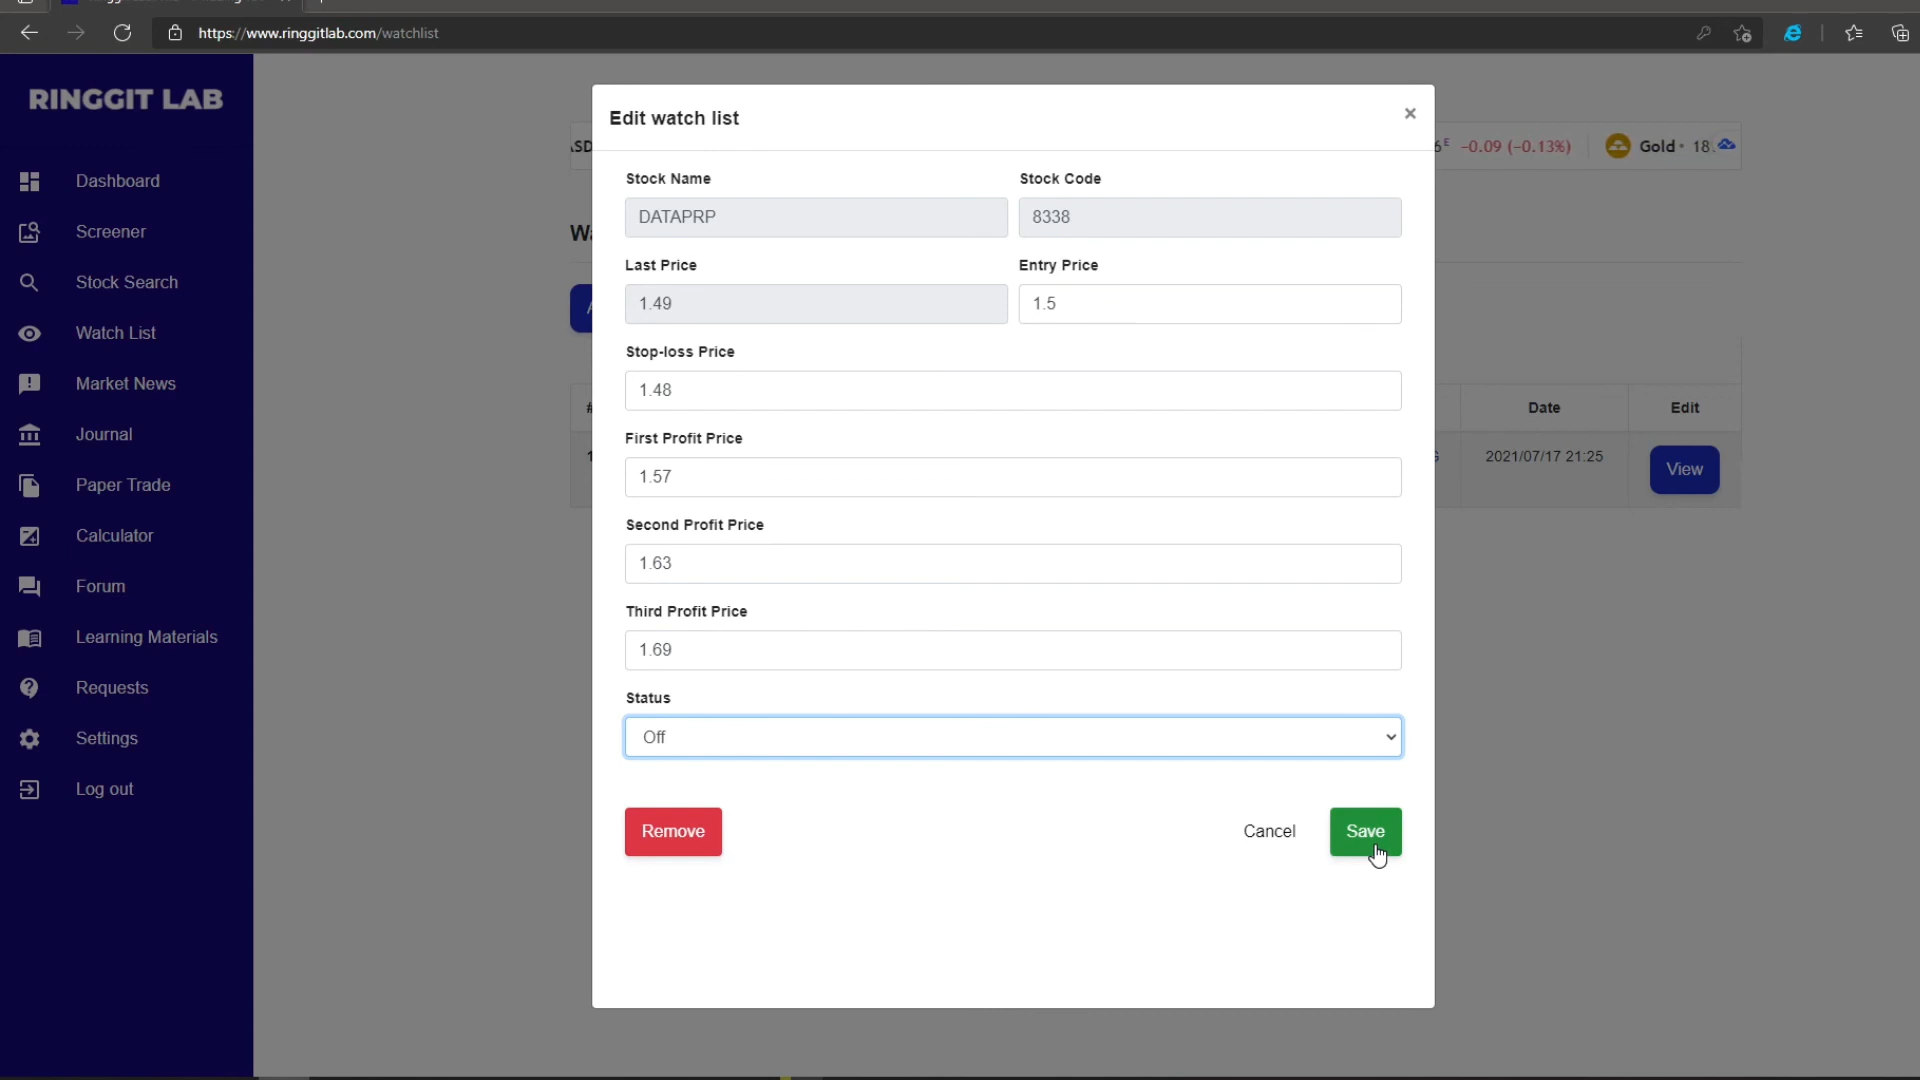 https://www.ringgitlab.com/watchlist
RINGGIT LAB
Dashboard
Screener
Stock Search
Watch List
Market News
Journal
Paper Trade
Calculator
Forum
Learning Materials
Requests
Settings
Log out
-0.09 (-0.13%)
Gold
Edit watch list
×
Stock Name
Stock Code
DATAPRP
8338
Last Price
Entry Price
1.49
1.5
Stop-loss Price
1.48
First Profit Price
1.57
Second Profit Price
1.63
Third Profit Price
1.69
Status
Off
Remove
Cancel
Save
Date
Edit
2021/07/17 21:25
View